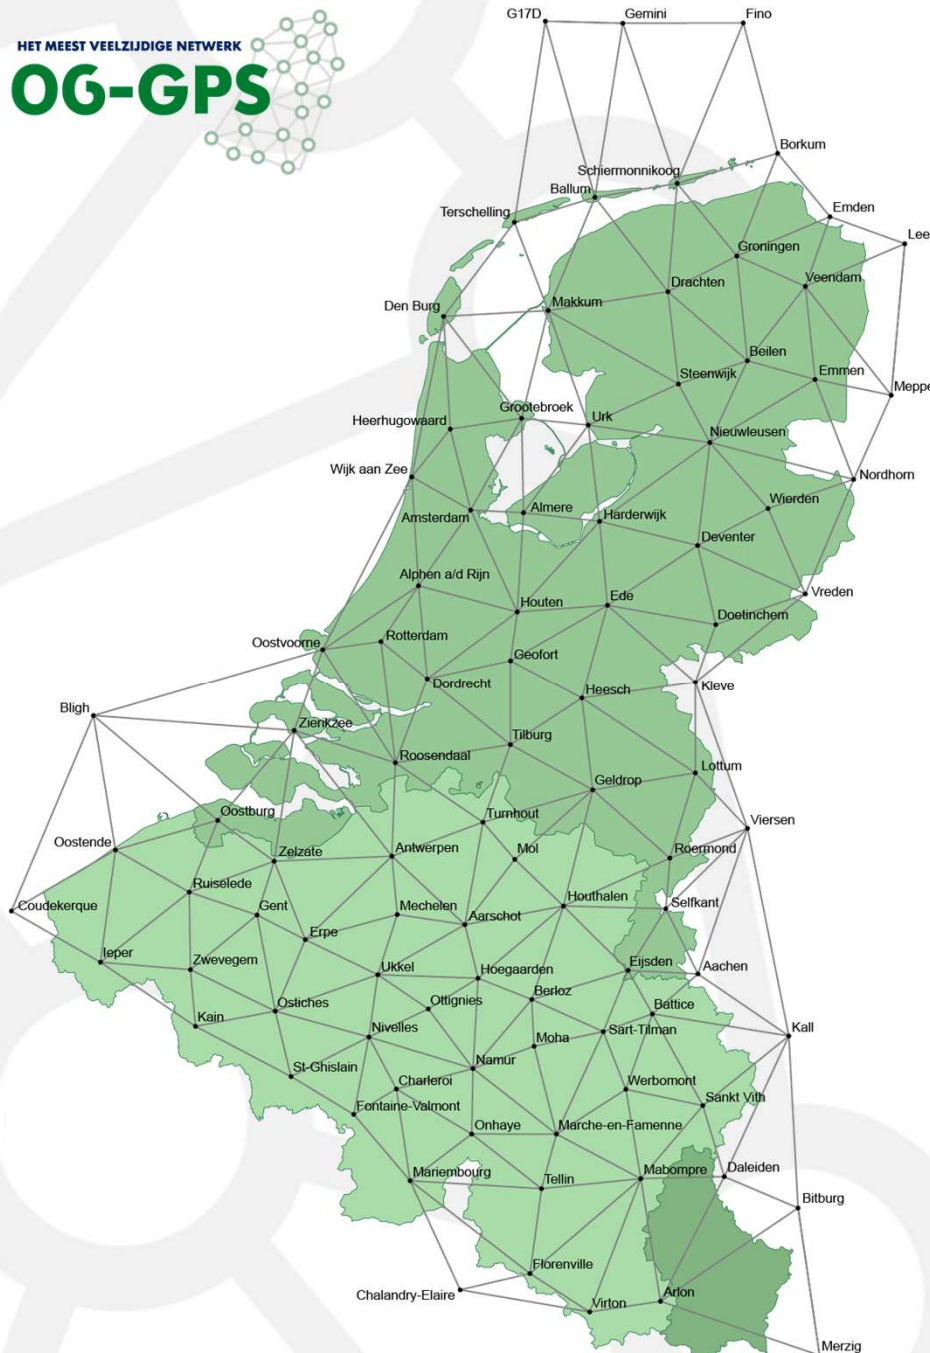 G17D
Gemini
Fino
HET MEEST VEELZIJDIGE NETWERK
06-GPS
Borkum
Schiermonnikoog
Ballum
Terschelling
Emden
Lee
Groningen
Drachten
Veendam
Den Burg
Makkum
Beilen
Steenwijk
Emmen
Meppe
Grootebroek
Heerhugowaard
Urk
Nieuwleusen
Wijk aan Zee
Nordhorn
Wierden
Amsterdam
Almere
Harderwijk
Deventer
Alphen a/d Rijn
Ede
Vreden
Houten
Doetinchem
Rotterdam
Oostvoorne
Geofort
Dordrecht
Heesch
Kleve
Bligh
Zienkzee
Tilburg
Roosendaal
Lottum
Geldrop
Oostburg
Turnhout
Viersen
Oostende
Zelzate
Antwerpen
Mol
Roermond
Ruiselede
Houthalen
Coudekerque
Gent
Mechelen
Aarschot
Selfkant
Erpe
Ieper
Zwevegem
Ukkel
Hoegaarden
Eijsden
Aachen
Berloz
Ostiches
Ottignies
Battice
Kain
Nivelles
Moha
Sart-Tilman
Kall
St-Ghislain
Namur
Charleroi
Werbomont
Fontaine-Valmont
Sankt Vith
Onhaye
Marche-en-Famenne
Mariembourg
Tellin
Mabompre
Daleiden
Bitburg
Florenville
Chalandry-Elaire
Virton
Arlon
Merzig